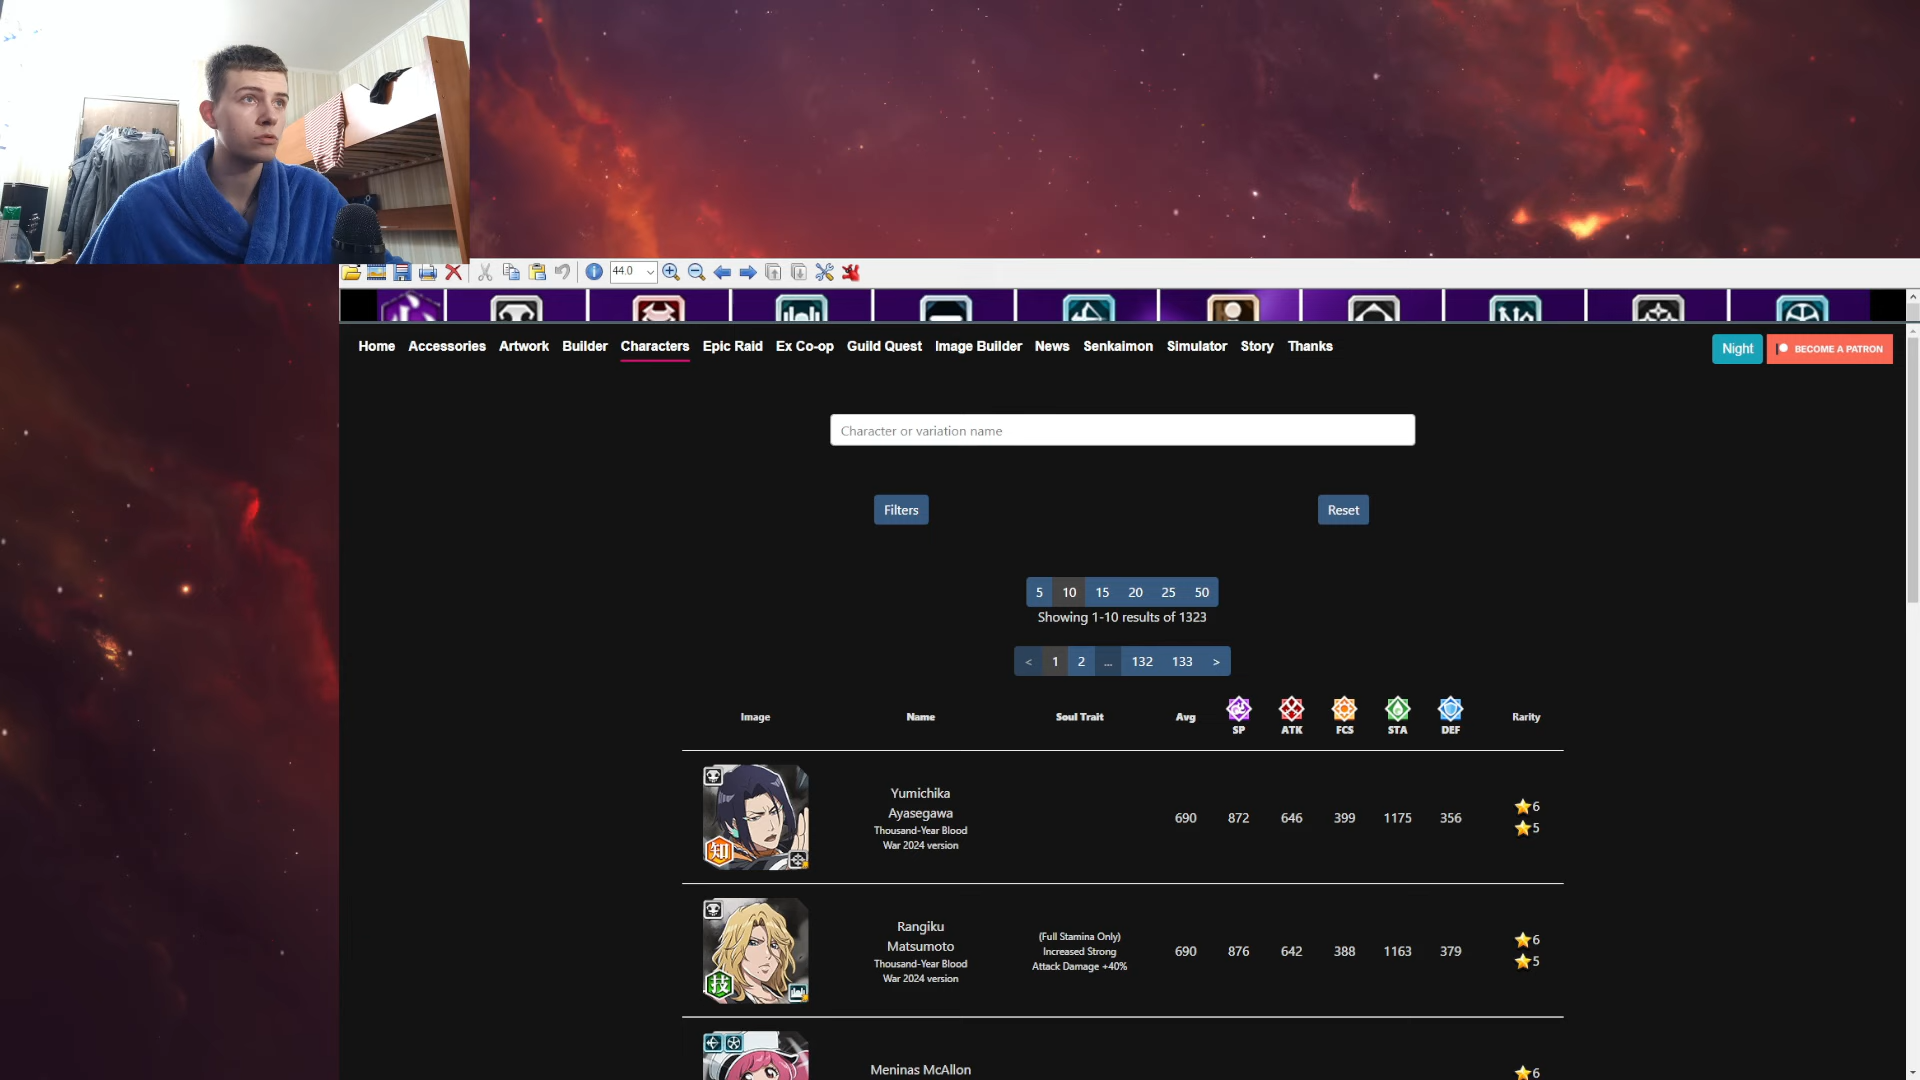 44.0
Home Accessories Artwork Builder Characters Epic Raid Ex Co-op Guild Quest Image Builder News Senkaimon Simulator Story Thanks Night BECOME A PATRON
Character or variation name
Filters Reset
5 10 15 20 25 50
Showing 1-10 results of 1323
< 1 2 ... 132 133 >
Image Name Soul Trait Avg SP ATK FCS STA DEF Rarity
知
Yumichika
Ayasegawa
Thousand-Year Blood
War 2024 version
690 872 646 399 1175 356
6
5
技
Rangiku
Matsumoto
Thousand-Year Blood
War 2024 version
(Full Stamina Only)
Increased Strong
Attack Damage +40%
690 876 642 388 1163 379
6
5
Meninas McAllon
6